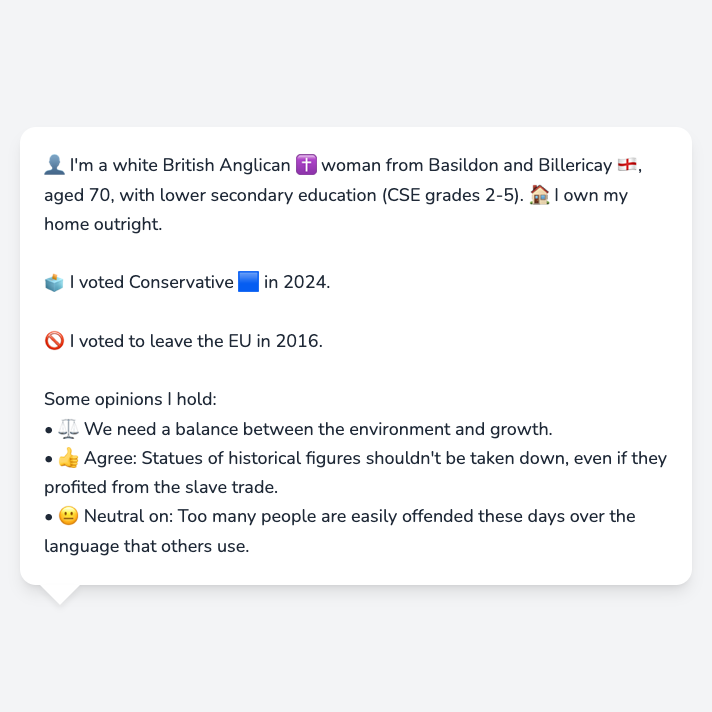 👤 I'm a white British Anglican ✝️ woman from Basildon and Billericay 🏴󠁧󠁢󠁥󠁮󠁧󠁿,
aged 70, with lower secondary education (CSE grades 2-5). 🏠 I own my
home outright.
🗳️ I voted Conservative 🟦 in 2024.
🚫 I voted to leave the EU in 2016.
Some opinions I hold:
• ⚖️ We need a balance between the environment and growth.
• 👍 Agree: Statues of historical figures shouldn't be taken down, even if they
profited from the slave trade.
• 😐 Neutral on: Too many people are easily offended these days over the
language that others use.